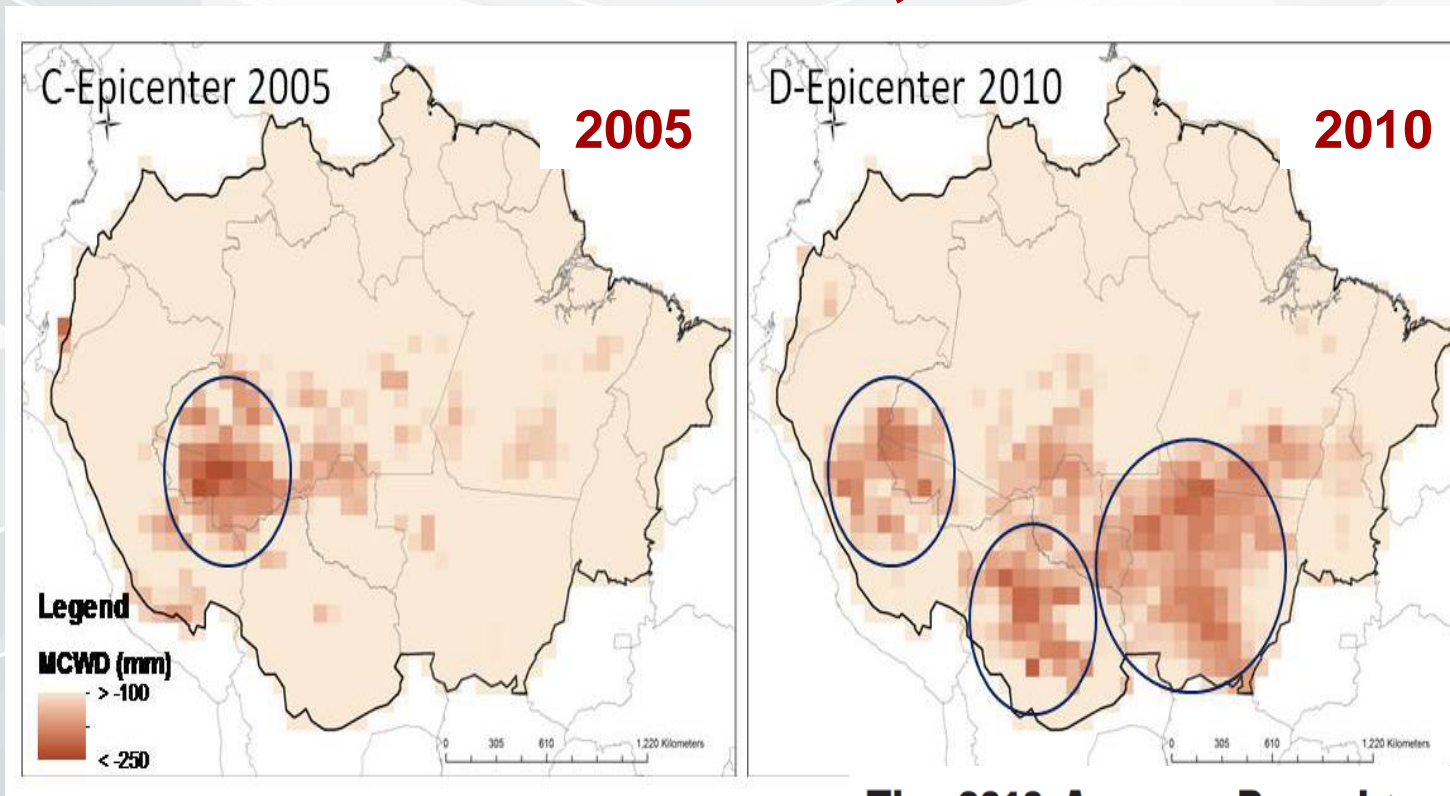 C-Epicenter 2005
2005
Legend
MCWD (mm)
> -100
< -250
0 305 610 1,220 Kilometers
D-Epicenter 2010
2010
0 305 610 1,220 Kilometers